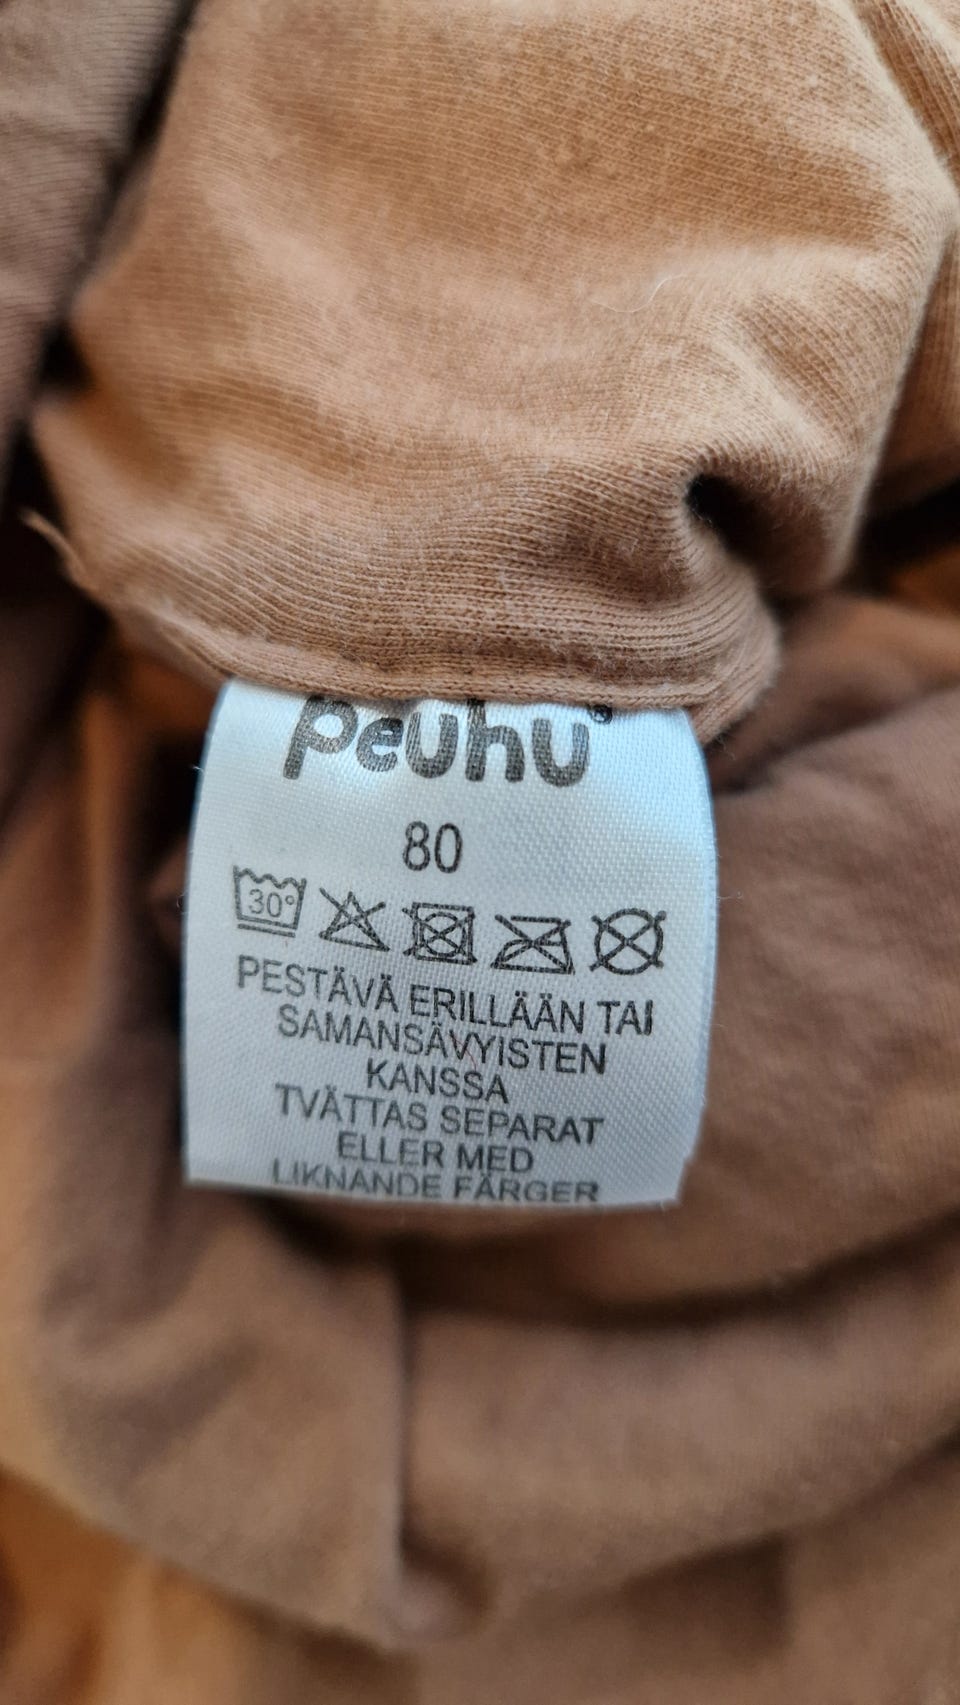 peuhu
80
30°
PESTÄVÄ ERILLÄÄN TAI
SAMANSÄVYISTEN
KANSSA
TVÄTTAS SEPARAT
ELLER MED
LIKNANDE FÄRGER